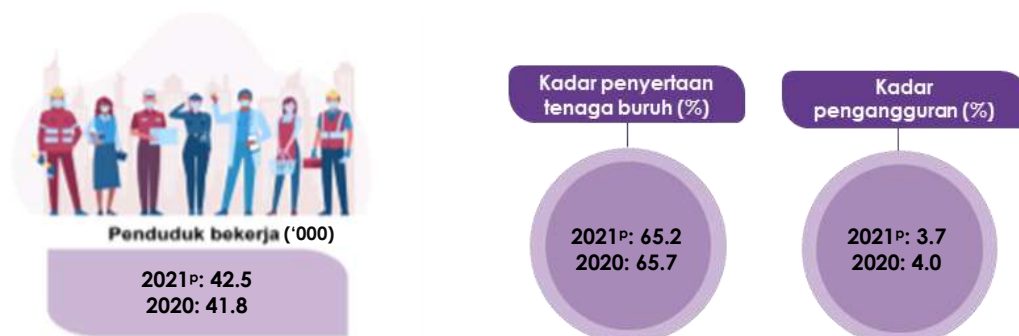 Penduduk bekerja (‘000)
2021ᵖ: 42.5
2020: 41.8
Kadar penyertaan
tenaga buruh (%)
2021ᵖ: 65.2
2020: 65.7
Kadar
pengangguran (%)
2021ᵖ: 3.7
2020: 4.0